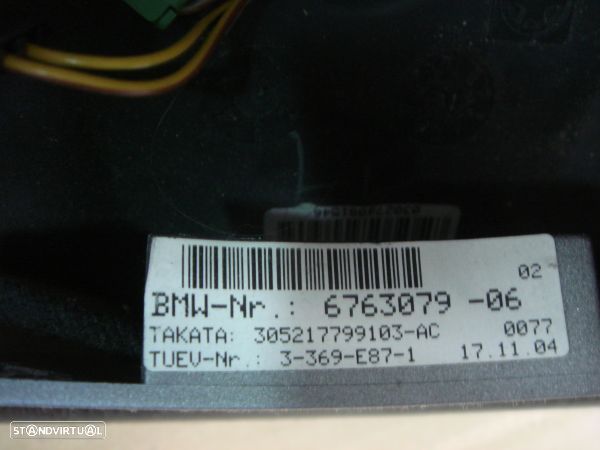 02
BMW-Nr.: 6763079 -06
TAKATA: 305217799103-AC 0077
TUEV-Nr.: 3-369-E87-1 17.11.04
STANDVIRTUAL